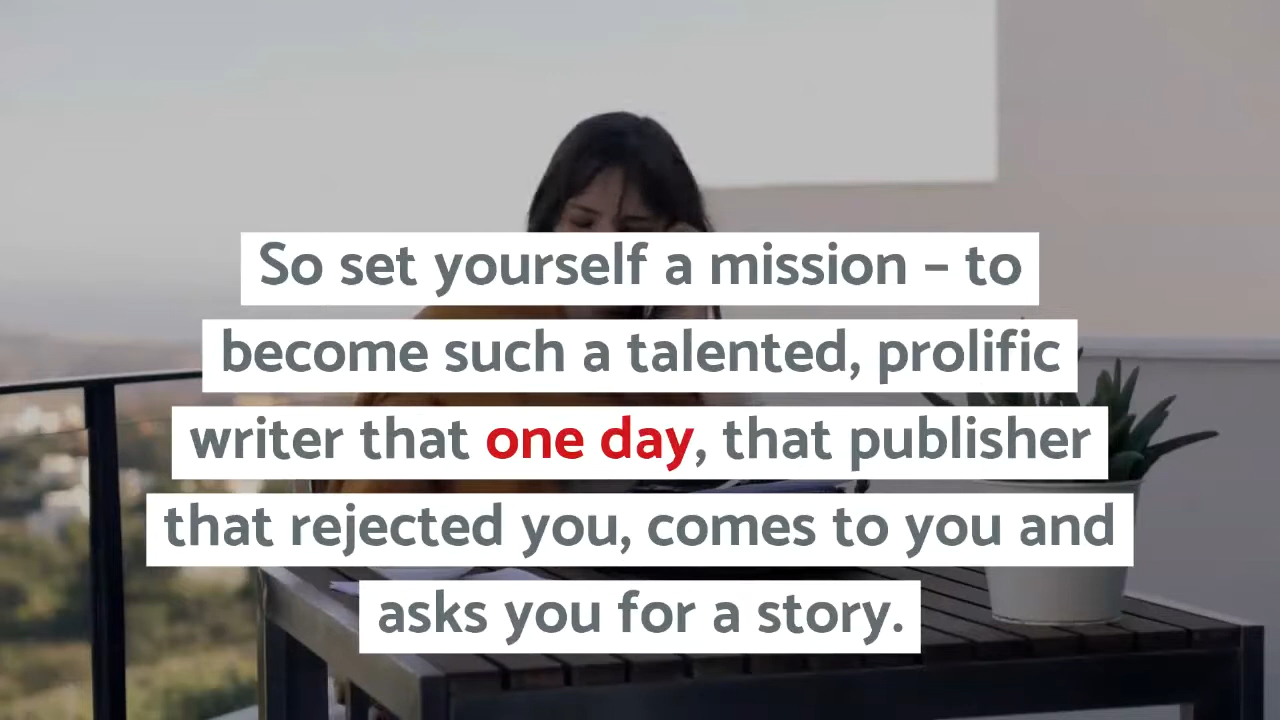 So set yourself a mission – to
become such a talented, prolific
writer that one day, that publisher
that rejected you, comes to you and
asks you for a story.